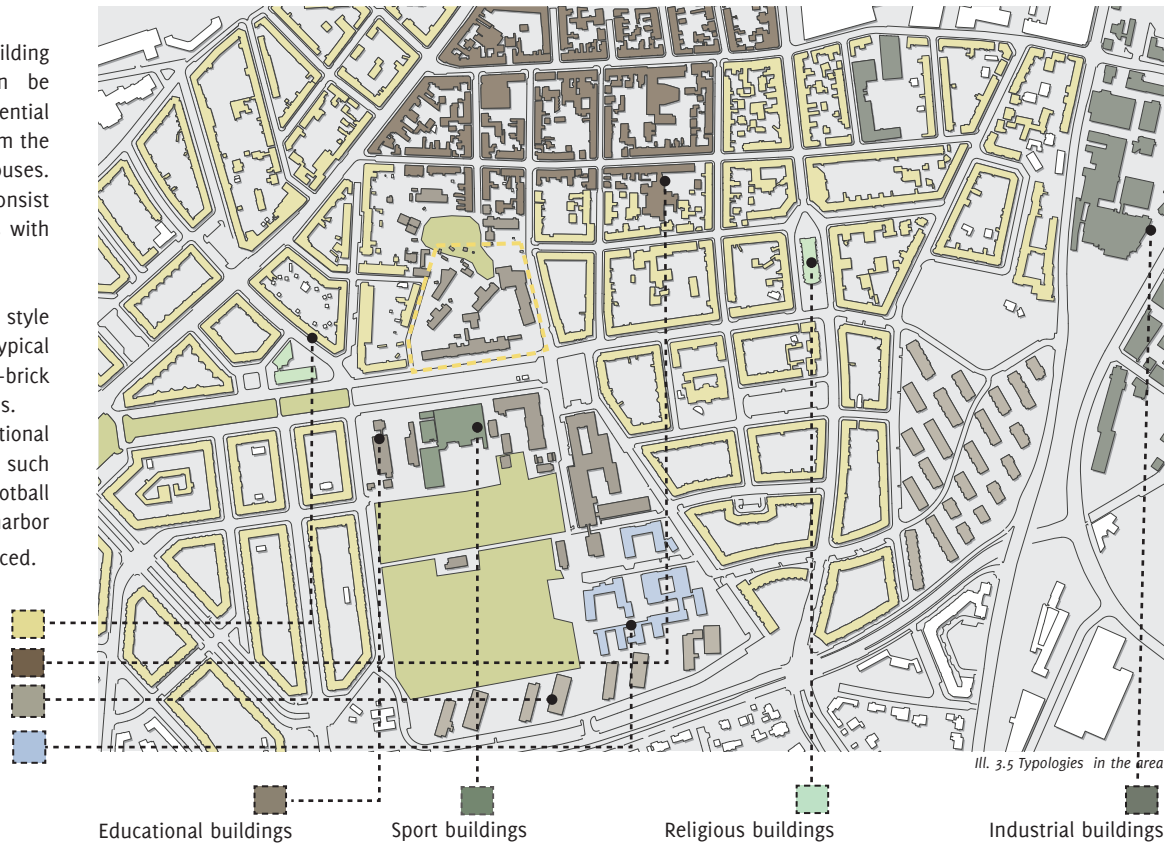 ilding
n be
ential
m the
ouses.
onsist
with
style
ypical
-brick
s.
tional
such
otball
arbor
ced.
Ill. 3.5 Typologies in the area
Educational buildings
Sport buildings
Religious buildings
Industrial buildings